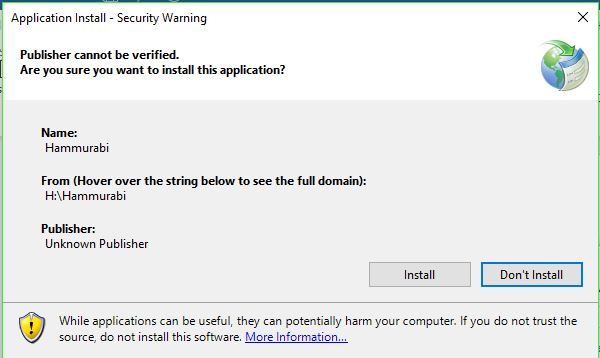 Application Install - Security Warning
Publisher cannot be verified.
Are you sure you want to install this application?
Name:
Hammurabi
From (Hover over the string below to see the full domain):
H:\Hammurabi
Publisher:
Unknown Publisher
Install
Don't Install
While applications can be useful, they can potentially harm your computer. If you do not trust the
source, do not install this software. More Information...